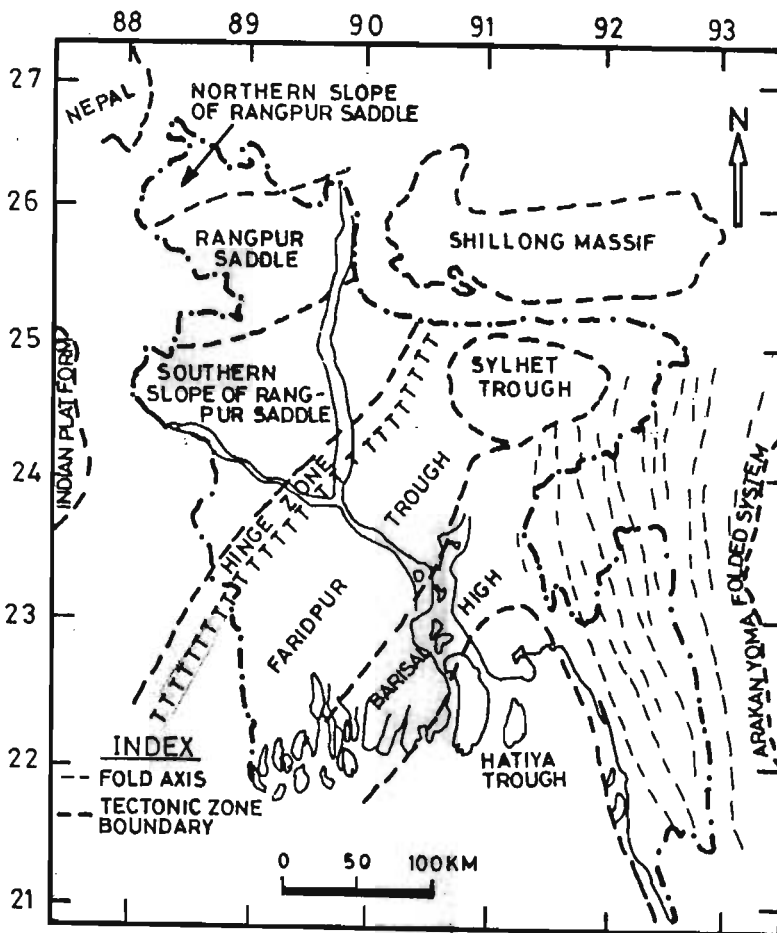 88 89 90 91 92 93
27
26
25
24
23
22
21
NEPAL
NORTHERN SLOPE
OF RANGPUR SADDLE
N
RANGPUR
SADDLE
SHILLONG MASSIF
SOUTHERN
SLOPE OF RANG-
PUR SADDLE
SYLHET
TROUGH
INDIAN PLATFORM
HINGE ZONE
FARIDPUR TROUGH
BARISAL HIGH
HATIYA
TROUGH
ARAKAN YOMA FOLDED SYSTEM
INDEX
FOLD AXIS
TECTONIC ZONE
BOUNDARY
0 50 100 KM